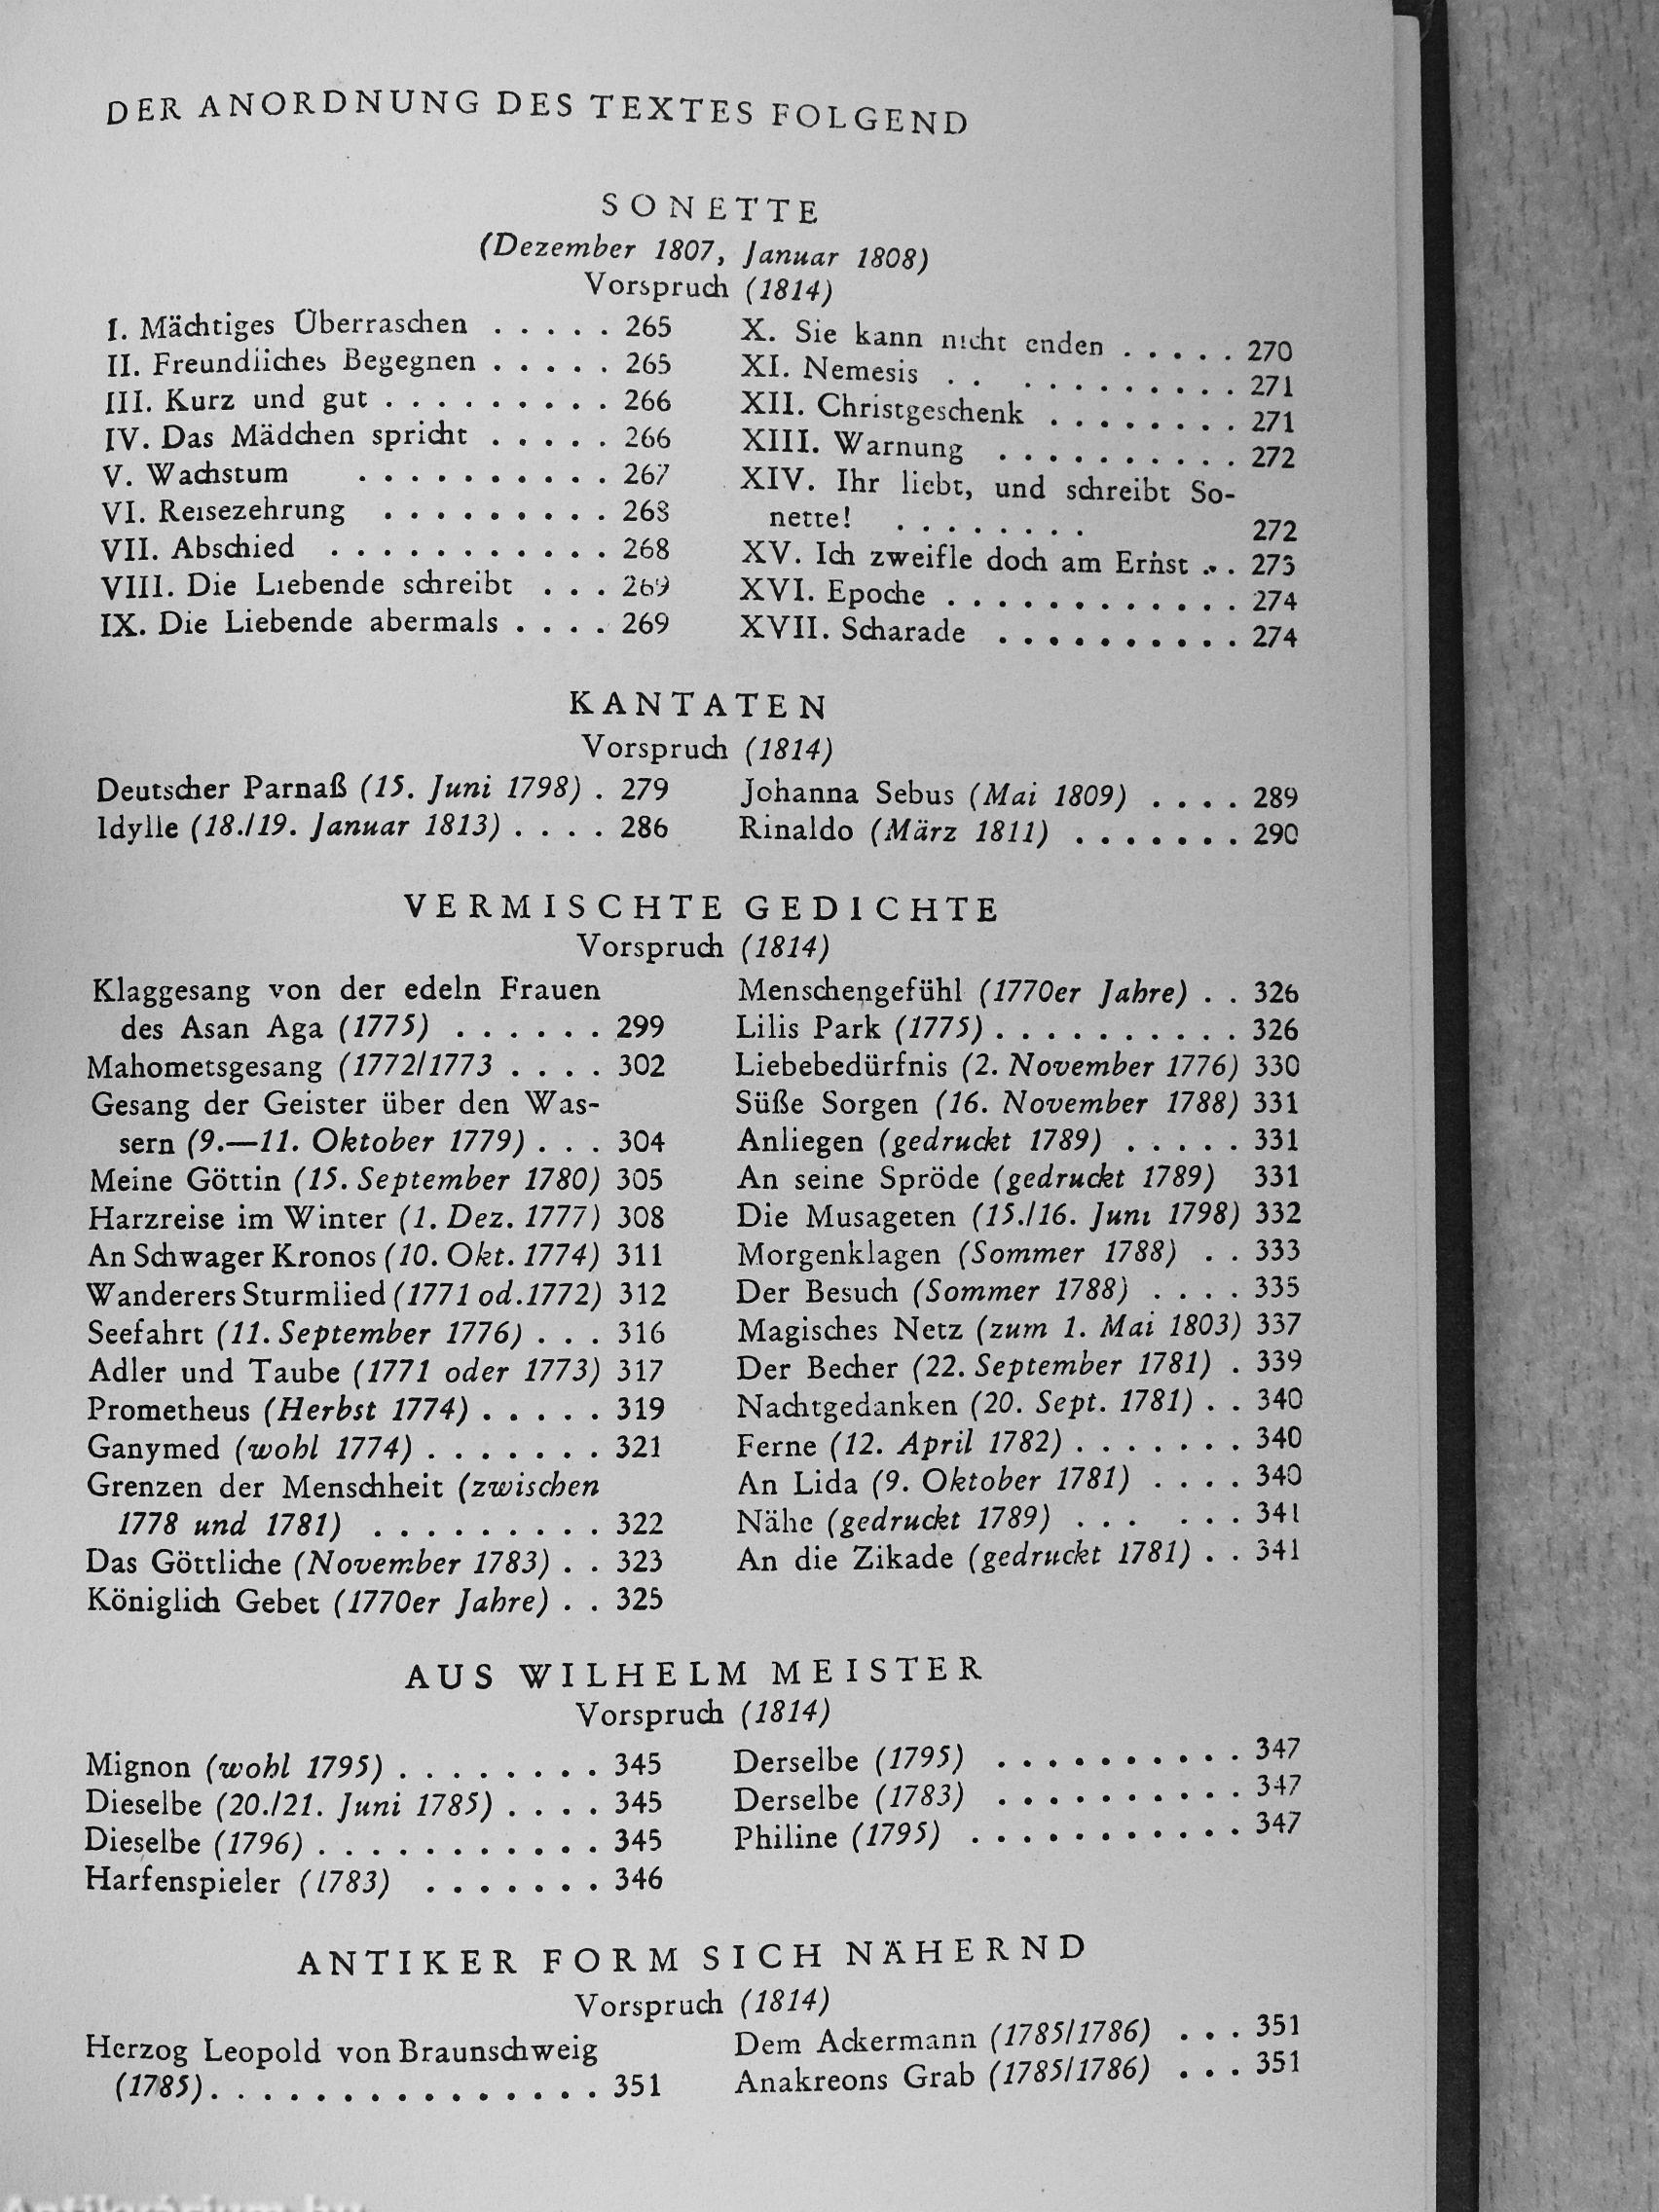 DER ANORDNUNG DES TEXTES FOLGEND
SONETTE
(Dezember 1807, Januar 1808)
Vorspruch (1814)
I. Mächtiges Überraschen . . . . . 265
II. Freundliches Begegnen . . . . . 265
III. Kurz und gut . . . . . . . . . 266
IV. Das Mädchen spricht . . . . . 266
V. Wachstum . . . . . . . . . . 267
VI. Reisezehrung . . . . . . . . . 268
VII. Abschied . . . . . . . . . . . 268
VIII. Die Liebende schreibt . . . 269
IX. Die Liebende abermals . . . . 269
X. Sie kann nicht enden . . . . . 270
XI. Nemesis . . . . . . . . . . . 271
XII. Christgeschenk . . . . . . . . 271
XIII. Warnung . . . . . . . . . . 272
XIV. Ihr liebt, und schreibt So-
nette! . . . . . . . . 272
XV. Ich zweifle doch am Ernst . . 273
XVI. Epoche . . . . . . . . . . . . 274
XVII. Scharade . . . . . . . . . . 274
KANTATEN
Vorspruch (1814)
Deutscher Parnaß (15. Juni 1798) . 279
Idylle (18./19. Januar 1813) . . . . 286
Johanna Sebus (Mai 1809) . . . . 289
Rinaldo (März 1811) . . . . . . . 290
VERMISCHTE GEDICHTE
Vorspruch (1814)
Klaggesang von der edeln Frauen
des Asan Aga (1775) . . . . . . 299
Mahometsgesang (1772/1773 . . . . 302
Gesang der Geister über den Was-
sern (9.—11. Oktober 1779) . . . 304
Meine Göttin (15. September 1780) 305
Harzreise im Winter (1. Dez. 1777) 308
An Schwager Kronos (10. Okt. 1774) 311
Wanderers Sturmlied (1771 od. 1772) 312
Seefahrt (11. September 1776) . . . 316
Adler und Taube (1771 oder 1773) 317
Prometheus (Herbst 1774) . . . . . 319
Ganymed (wohl 1774) . . . . . . . 321
Grenzen der Menschheit (zwischen
1778 und 1781) . . . . . . . . . 322
Das Göttliche (November 1783) . . 323
Königlich Gebet (1770er Jahre) . . 325
Menschengefühl (1770er Jahre) . . 326
Lilis Park (1775) . . . . . . . . . . 326
Liebebedürfnis (2. November 1776) 330
Süße Sorgen (16. November 1788) 331
Anliegen (gedruckt 1789) . . . . . 331
An seine Spröde (gedruckt 1789) 331
Die Musageten (15./16. Juni 1798) 332
Morgenklagen (Sommer 1788) . . 333
Der Besuch (Sommer 1788) . . . . 335
Magisches Netz (zum 1. Mai 1803) 337
Der Becher (22. September 1781) . 339
Nachtgedanken (20. Sept. 1781) . . 340
Ferne (12. April 1782) . . . . . . . 340
An Lida (9. Oktober 1781) . . . . 340
Nähe (gedruckt 1789) . . . . . . 341
An die Zikade (gedruckt 1781) . . 341
AUS WILHELM MEISTER
Vorspruch (1814)
Mignon (wohl 1795) . . . . . . . . 345
Dieselbe (20./21. Juni 1785) . . . . 345
Dieselbe (1796) . . . . . . . . . . . 345
Harfenspieler (1783) . . . . . . . 346
Derselbe (1795) . . . . . . . . . . 347
Derselbe (1783) . . . . . . . . . . 347
Philine (1795) . . . . . . . . . . . 347
ANTIKER FORM SICH NÄHERND
Vorspruch (1814)
Herzog Leopold von Braunschweig
(1785) . . . . . . . . . . . . . . . 351
Dem Ackermann (1785/1786) . . . 351
Anakreons Grab (1785/1786) . . . 351